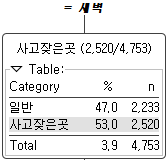 = 새벽
사고잦은곳 (2,520/4,753)
Table:
Category % n
일반 47,0 2,233
사고잦은곳 53,0 2,520
Total 3,9 4,753